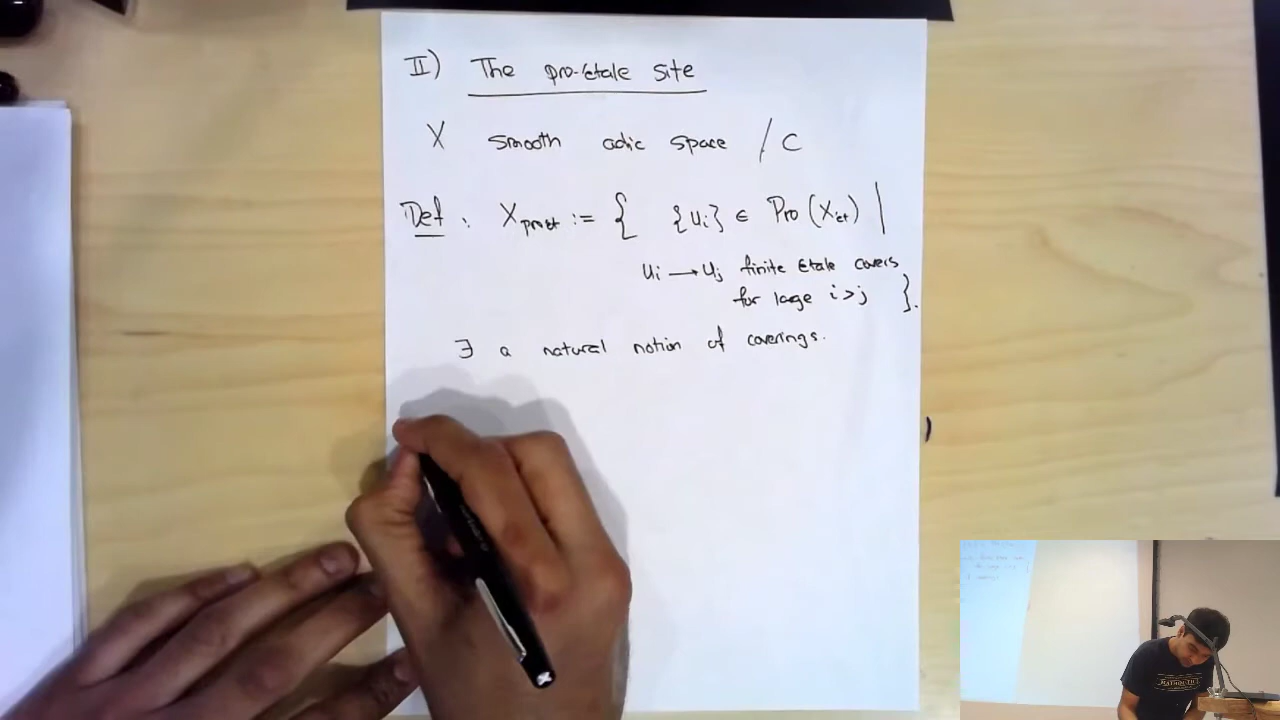 II) The pro-étale site
X smooth adic space / C
Def : X_proet := { {U_i} ∈ Pro (X_ét) |
U_i → U_j finite étale covers
for large i > j }.
∃ a natural notion of coverings.